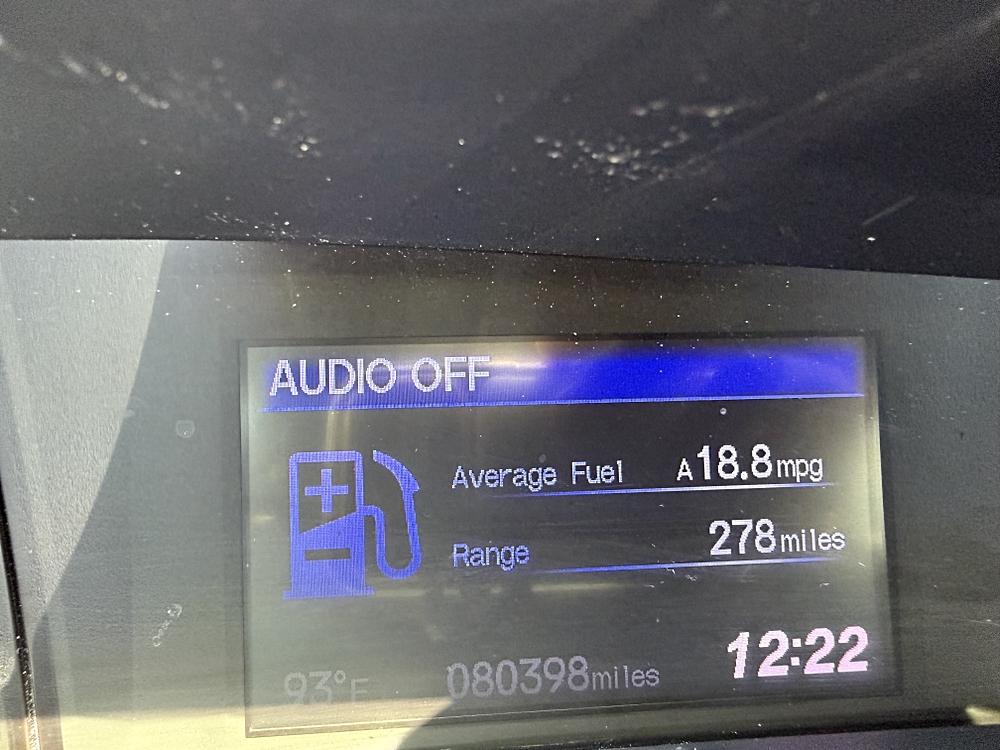 AUDIO OFF
Average Fuel A18.8mpg
Range 278miles
93°F 080398miles 12:22